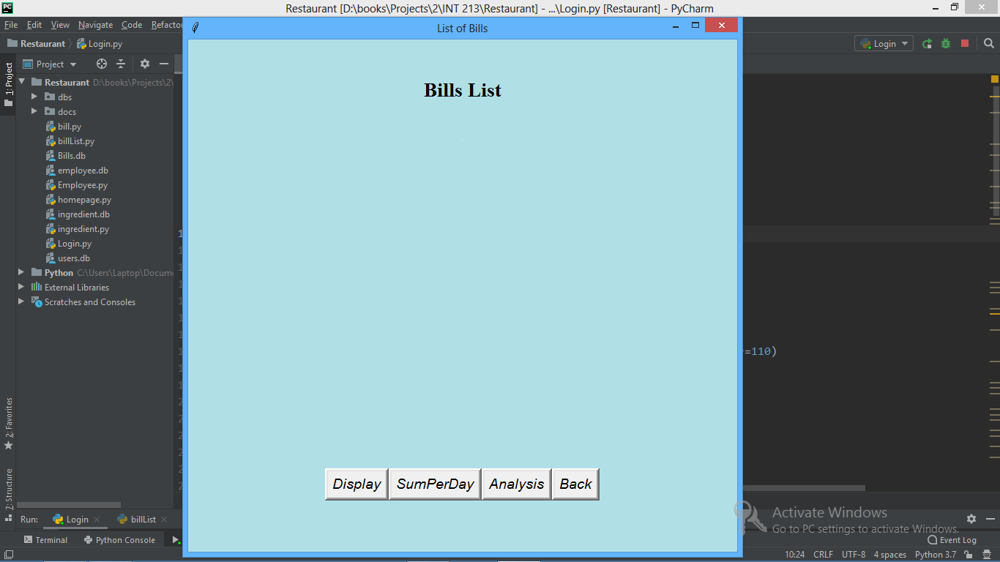 Restaurant [D:\books\Projects\2\INT 213\Restaurant] - ...\Login.py [Restaurant] - PyCharm
File Edit View Navigate Code Refactor
List of Bills
Restaurant Login.py
Login
1: Project
Project
Restaurant D:\books\Projects\2\
dbs
docs
bill.py
billList.py
Bills.db
employee.db
Employee.py
homepage.py
ingredient.db
ingredient.py
Login.py
users.db
Python C:\Users\Laptop\Docume
External Libraries
Scratches and Consoles
Bills List
=110)
2: Favorites
7: Structure
Display SumPerDay Analysis Back
Run: Login billList
Activate Windows
Go to PC settings to activate Windows.
Terminal Python Console
Event Log
10:24 CRLF UTF-8 4 spaces Python 3.7